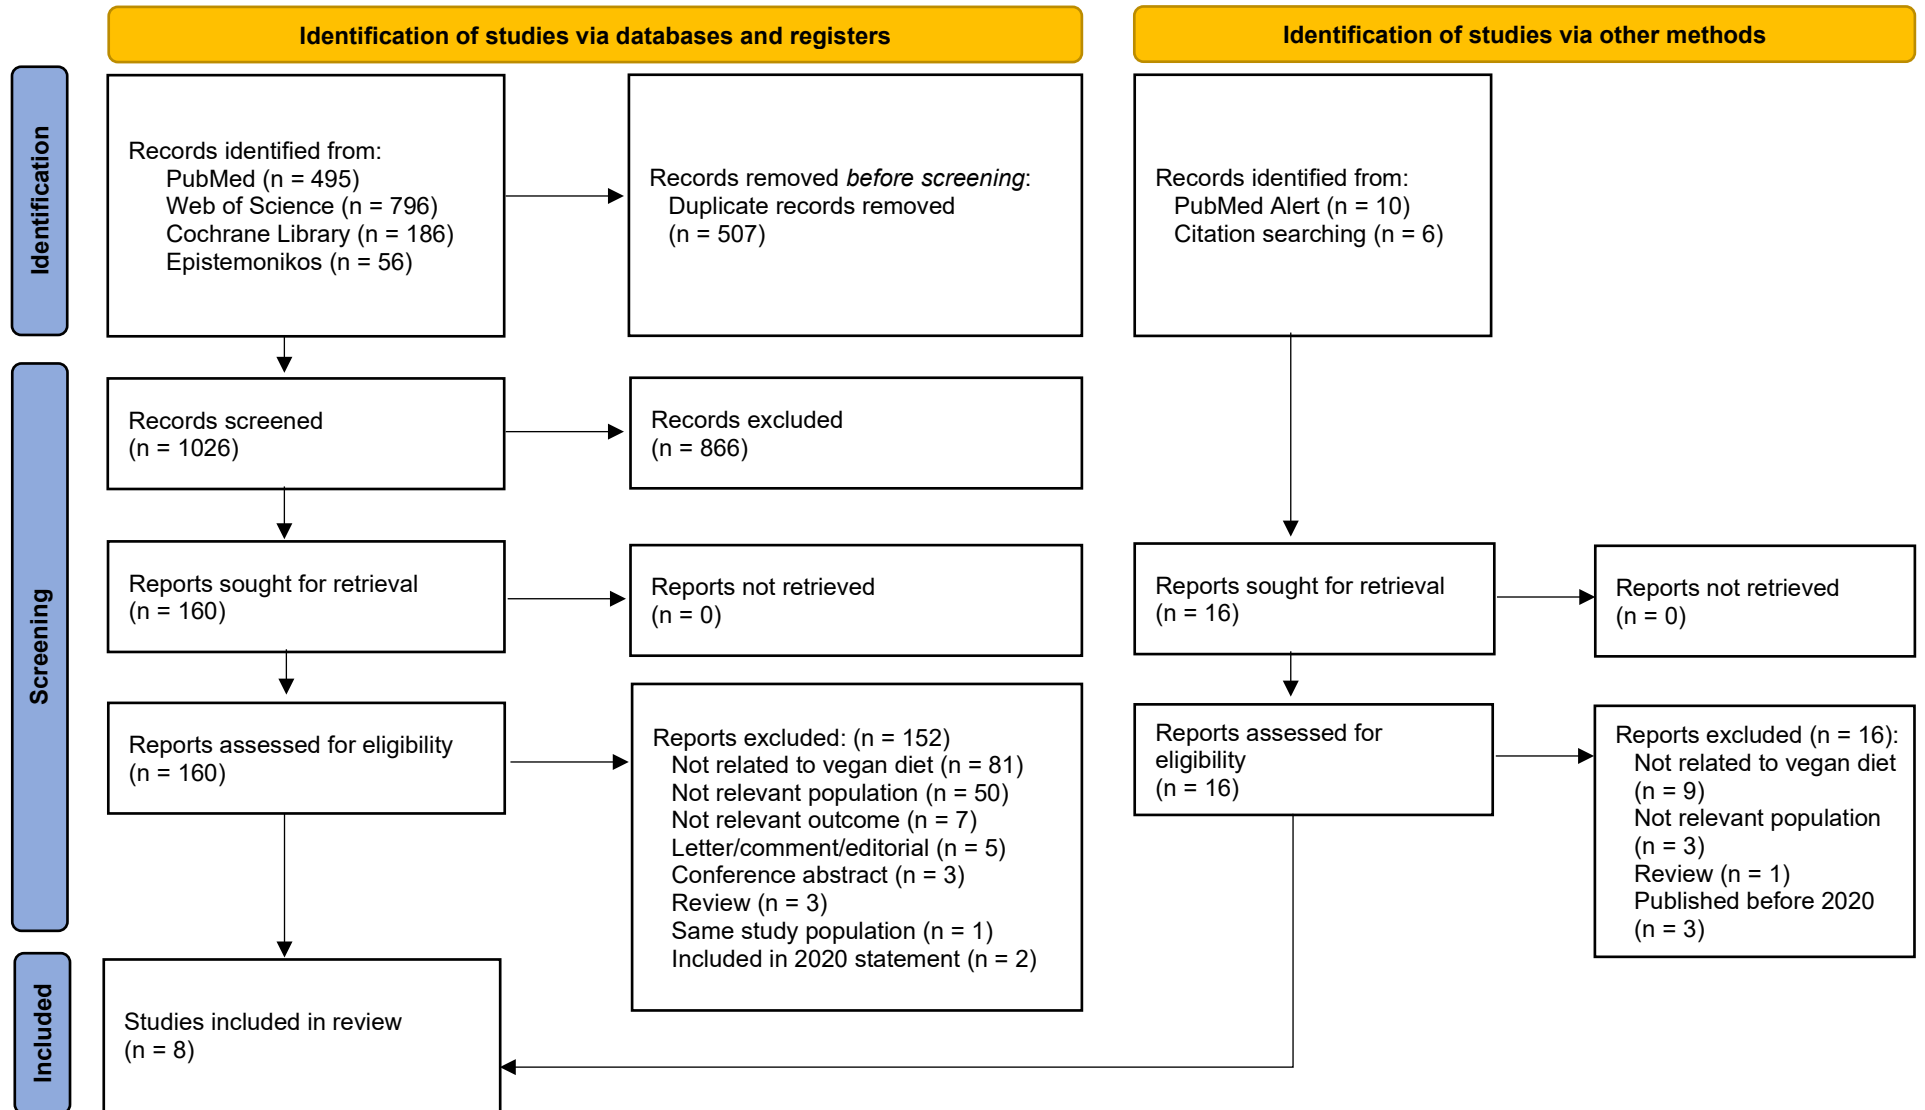 Identification of studies via databases and registers
Identification of studies via other methods
Identification
Records identified from:
PubMed (n = 495)
Web of Science (n = 796)
Cochrane Library (n = 186)
Epistemonikos (n = 56)
Records removed before screening:
Duplicate records removed
(n = 507)
Records identified from:
PubMed Alert (n = 10)
Citation searching (n = 6)
Screening
Records screened
(n = 1026)
Records excluded
(n = 866)
Reports sought for retrieval
(n = 160)
Reports not retrieved
(n = 0)
Reports sought for retrieval
(n = 16)
Reports not retrieved
(n = 0)
Reports assessed for eligibility
(n = 160)
Reports excluded: (n = 152)
Not related to vegan diet (n = 81)
Not relevant population (n = 50)
Not relevant outcome (n = 7)
Letter/comment/editorial (n = 5)
Conference abstract (n = 3)
Review (n = 3)
Same study population (n = 1)
Included in 2020 statement (n = 2)
Reports assessed for
eligibility
(n = 16)
Reports excluded (n = 16):
Not related to vegan diet
(n = 9)
Not relevant population
(n = 3)
Review (n = 1)
Published before 2020
(n = 3)
Included
Studies included in review
(n = 8)